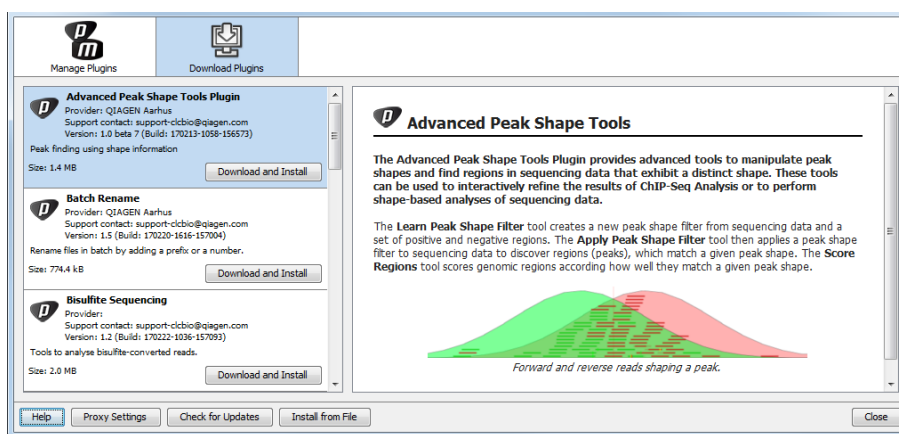 Manage Plugins
Download Plugins
Advanced Peak Shape Tools Plugin
Provider: QIAGEN Aarhus
Support contact: support-clcbio@qiagen.com
Version: 1.0 beta 7 (Build: 170213-1058-156573)
Peak finding using shape information
Size: 1.4 MB
Download and Install
Batch Rename
Provider: QIAGEN Aarhus
Support contact: support-clcbio@qiagen.com
Version: 1.5 (Build: 170220-1616-157004)
Rename files in batch by adding a prefix or a number.
Size: 774.4 kB
Download and Install
Bisulfite Sequencing
Provider:
Support contact: support-clcbio@qiagen.com
Version: 1.2 (Build: 170222-1036-157093)
Tools to analyse bisulfite-converted reads.
Size: 2.0 MB
Download and Install
Advanced Peak Shape Tools
The Advanced Peak Shape Tools Plugin provides advanced tools to manipulate peak
shapes and find regions in sequencing data that exhibit a distinct shape. These tools
can be used to interactively refine the results of ChIP-Seq Analysis or to perform
shape-based analyses of sequencing data.
The Learn Peak Shape Filter tool creates a new peak shape filter from sequencing data and a
set of positive and negative regions. The Apply Peak Shape Filter tool then applies a peak shape
filter to sequencing data to discover regions (peaks), which match a given peak shape. The Score
Regions tool scores genomic regions according how well they match a given peak shape.
Forward and reverse reads shaping a peak.
Help
Proxy Settings
Check for Updates
Install from File
Close